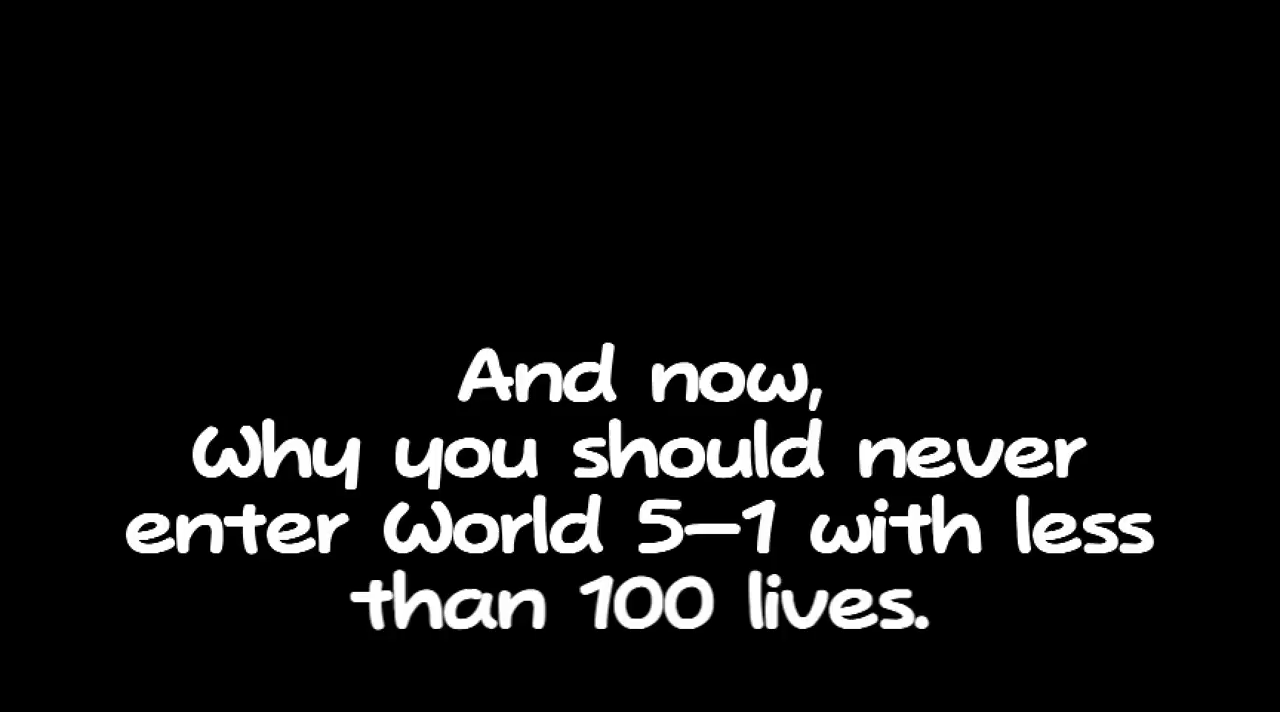 And now,
Why you should never
enter World 5-1 with less
than 100 lives.